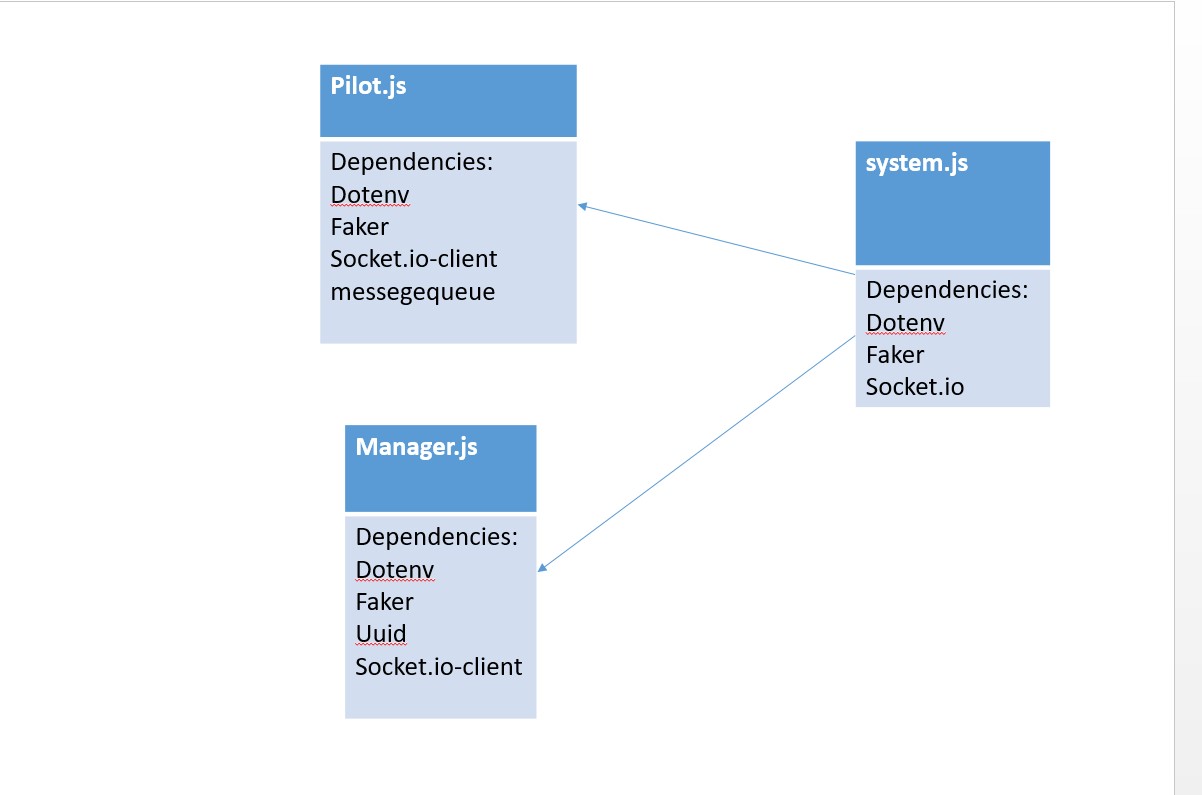 Pilot.js
Dependencies:
Dotenv
Faker
Socket.io-client
messegequeue
system.js
Dependencies:
Dotenv
Faker
Socket.io
Manager.js
Dependencies:
Dotenv
Faker
Uuid
Socket.io-client